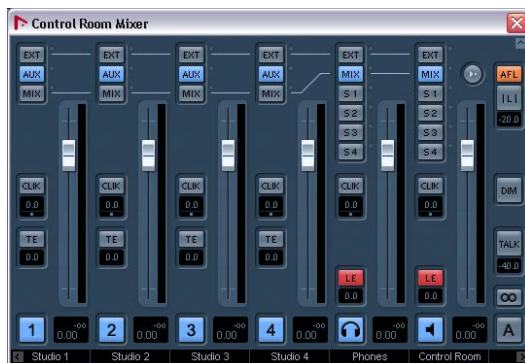 Control Room Mixer
EXT EXT EXT EXT EXT EXT
AUX AUX AUX AUX MIX MIX AFL
MIX MIX MIX MIX S 1 S 1 |L|
S 2 S 2 -20.0
S 3 S 3
S 4 S 4
CLIK CLIK CLIK CLIK CLIK CLIK DIM
0.0 0.0 0.0 0.0 0.0 0.0
TE TE TE TE TALK
0.0 0.0 0.0 0.0 -40.0
LE LE
0.0 0.0 ∞
1 -∞ 2 -∞ 3 -∞ 4 -∞ -∞ -∞ A
0.00 0.00 0.00 0.00 0.00 0.00
Studio 1 Studio 2 Studio 3 Studio 4 Phones Control Room